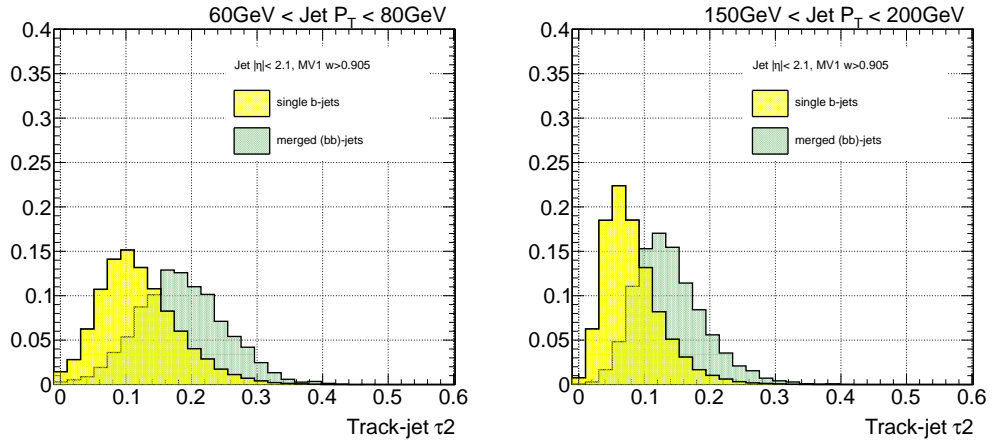 60GeV < Jet P_T < 80GeV
0.4
0.35
0.3
0.25
0.2
0.15
0.1
0.05
0
Jet |η|< 2.1, MV1 w>0.905
single b-jets
merged (bb)-jets
0 0.1 0.2 0.3 0.4 0.5 0.6
Track-jet τ2
150GeV < Jet P_T < 200GeV
0.4
0.35
0.3
0.25
0.2
0.15
0.1
0.05
0
Jet |η|< 2.1, MV1 w>0.905
single b-jets
merged (bb)-jets
0 0.1 0.2 0.3 0.4 0.5 0.6
Track-jet τ2